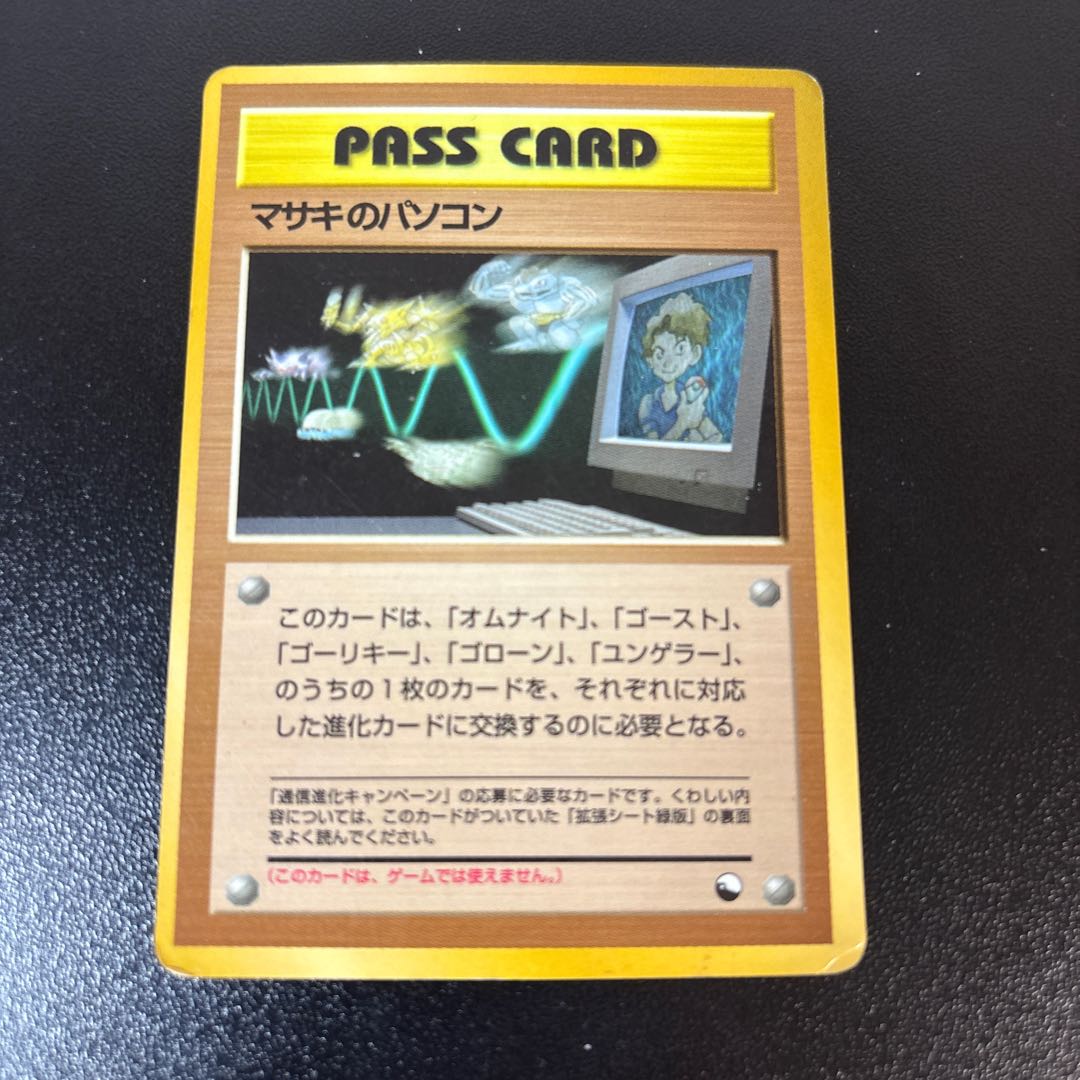 PASS CARD
マサキのパソコン
このカードは、「オムナイト」、「ゴースト」、
「ゴーリキー」、「ゴローン」、「ユンゲラー」、
のうちの1枚のカードを、それぞれに対応
した進化カードに交換するのに必要となる。
「通信進化キャンペーン」の応募に必要なカードです。くわしい内
容については、このカードがついていた「拡張シート緑版」の裏面
をよく読んでください。
(このカードは、ゲームでは使えません。)